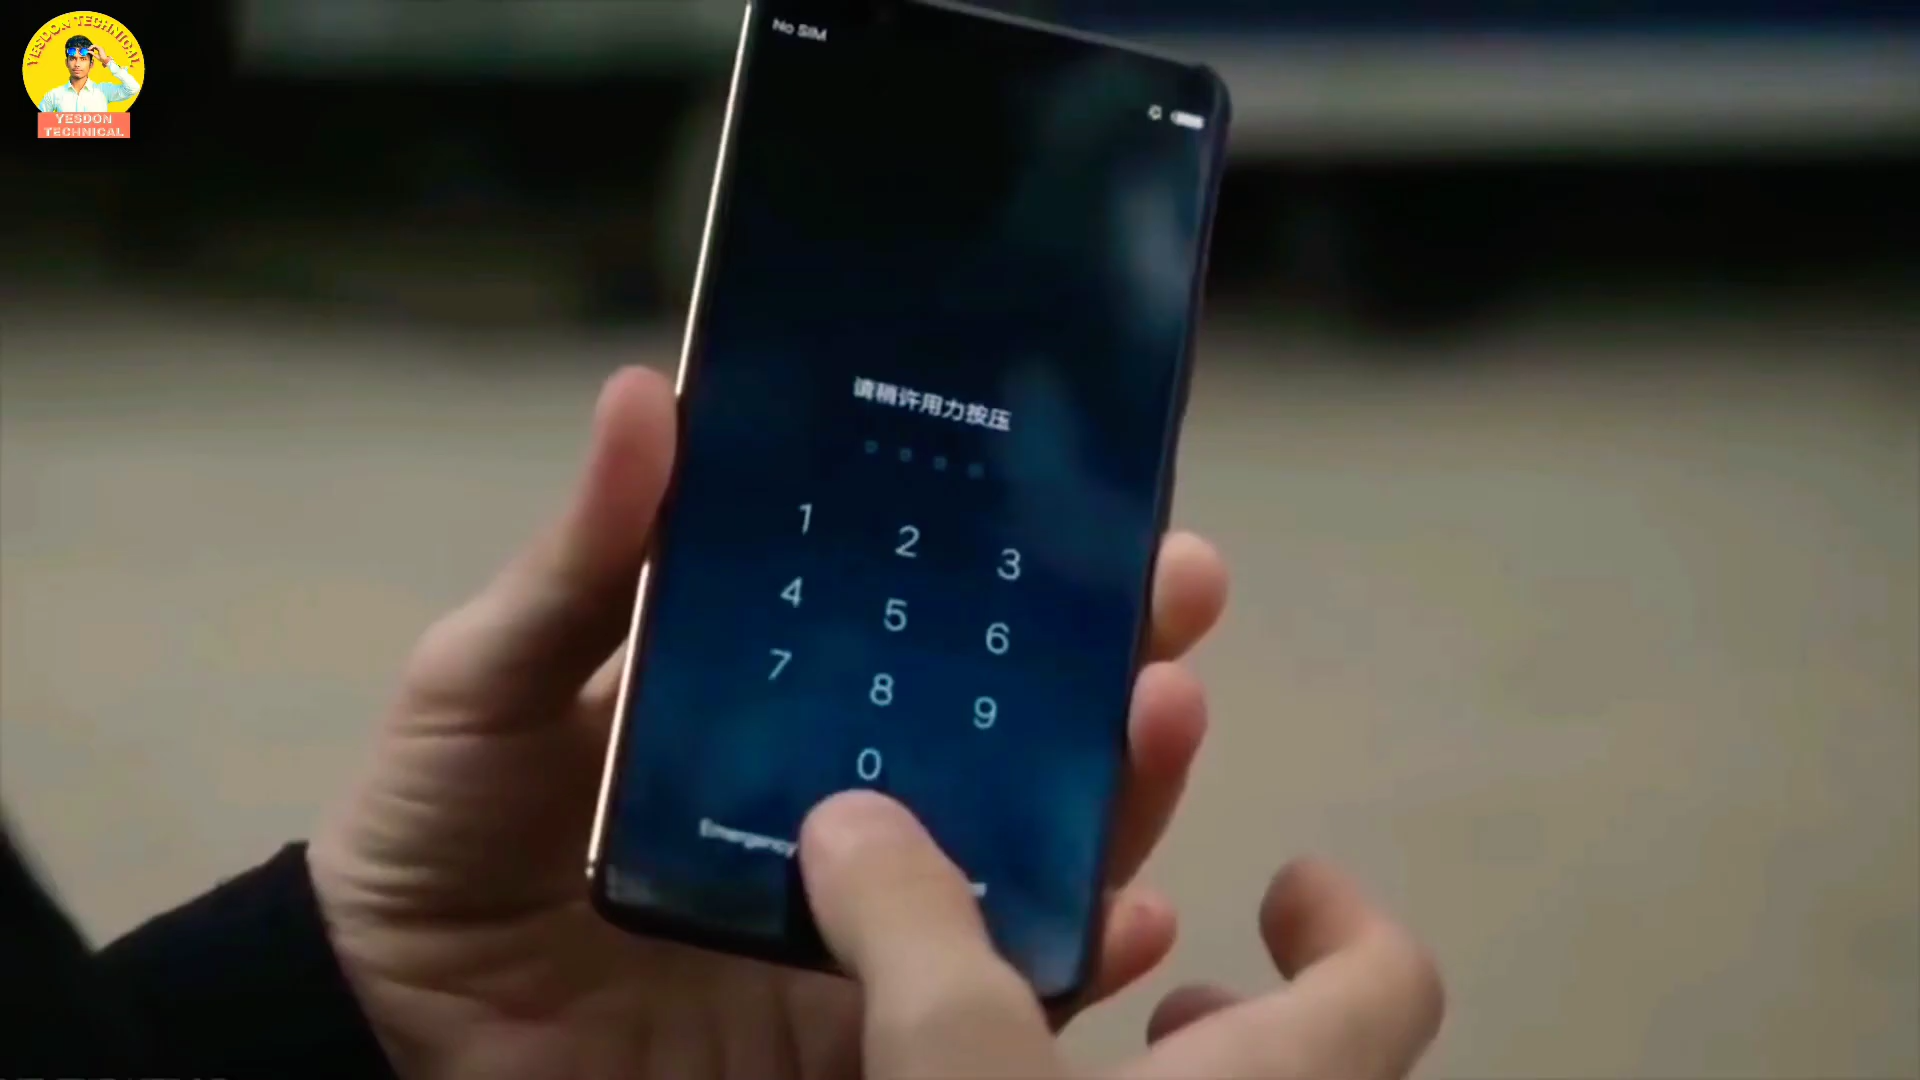 YESDON TECHNICAL
YESDON
TECHNICAL
No SIM
请稍许用力按压
1 2 3
4 5 6
7 8 9
0
Emergency